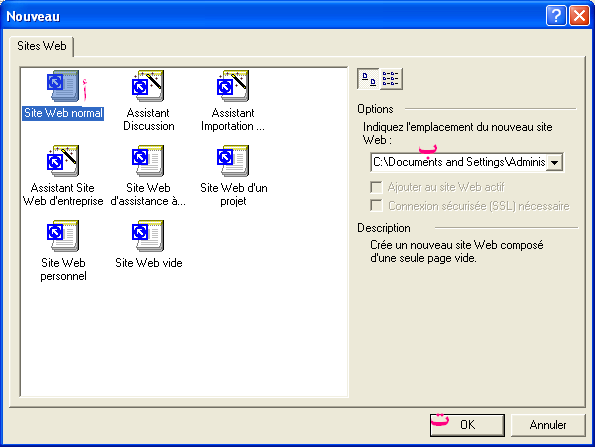 Nouveau
Sites Web
أ
Site Web normal
Assistant
Discussion
Assistant
Importation ...
Assistant Site
Web d'entreprise
Site Web
d'assistance à...
Site Web d'un
projet
Site Web
personnel
Site Web vide
Options
Indiquez l'emplacement du nouveau site
Web :
ب
C:\Documents and Settings\Adminis
Ajouter au site Web actif
Connexion sécurisée (SSL) nécessaire
Description
Crée un nouveau site Web composé
d'une seule page vide.
ت
OK
Annuler